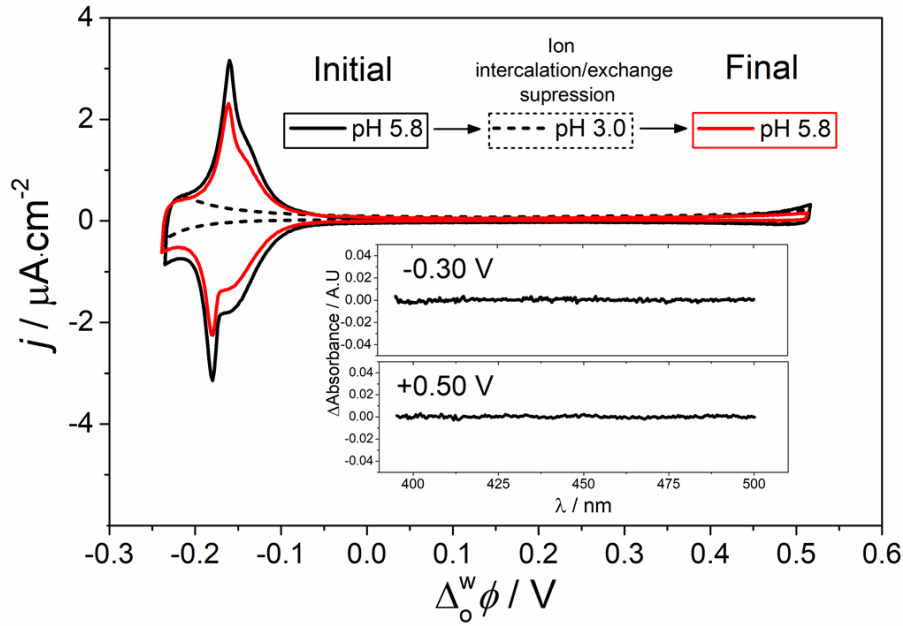 4
2
0
-2
-4
j / μA·cm-2
Initial
Ion
intercalation/exchange
supression
Final
pH 5.8
pH 3.0
pH 5.8
ΔAbsorbance / A.U
0.04
0.02
0.00
-0.02
-0.04
-0.30 V
0.04
0.02
0.00
-0.02
-0.04
+0.50 V
400 425 450 475 500
λ / nm
-0.3 -0.2 -0.1 0.0 0.1 0.2 0.3 0.4 0.5 0.6
Δwoϕ / V